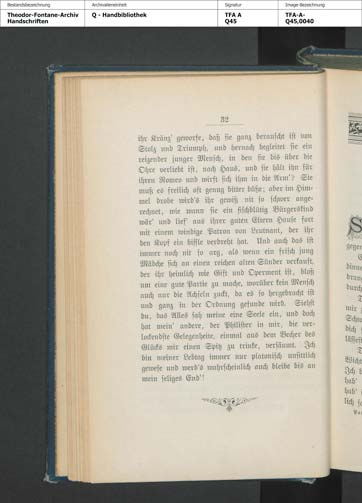 Bestandsbezeichnung
Theodor-Fontane-Archiv
Handschriften
Archivalieneinheit
Q - Handbibliothek
Signatur
TFA A
Q45
Image-Bezeichnung
TFA-A-
Q45,0040
32
ihr Kränz' geworfe, daß sie ganz berauscht ist von
Stolz und Triumph, und hernach begleitet sie ein
reizender junger Mensch, in den sie bis über die
Ohre verliebt ist, nach Haus, und sie hält ihn für
ihren Romeo und wirft sich ihm in die Arm'? Sie
muß es freilich oft genug bitter büße; aber im Him-
mel drobe wird's ihr gewiß nit so schwer ange-
rechnet, wie wann sie ein fischblütig Bürgerskind
wär' und lief' aus ihrer guten Eltern Hause fort
mit einem windige Patron von Leutnant, der ihr
den Kopf ein bissle verdreht hat. Und auch das ist
immer noch nit so arg, als wenn ein frisch jung
Mädche sich an einen reichen alten Sünder verkauft,
der ihr heimlich wie Gift und Operment ist, bloß
um eine gute Partie zu mache, worüber kein Mensch
auch nur die Achseln zuckt, da es so hergebracht ist
und ganz in der Ordnung gefunde wird. Siehst
du, das Alles sah meine eine Seele ein, und doch
hat mein' andere, der Philister in mir, die ver-
lockendste Gelegenheite, einmal aus dem Becher des
Glücks mir einen Spitz zu trinke, versäumt. Ich
bin meiner Lebtag immer nur platonisch unsittlich
gewese und werd's wahrscheinlich auch bleibe bis an
mein seliges End'!